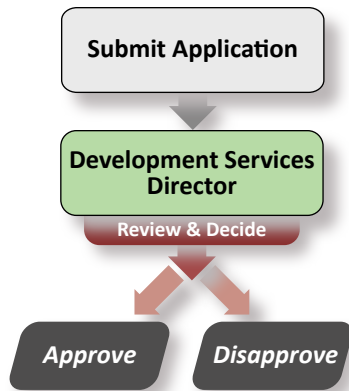 Submit Application
Development Services
Director
Review & Decide
Approve
Disapprove